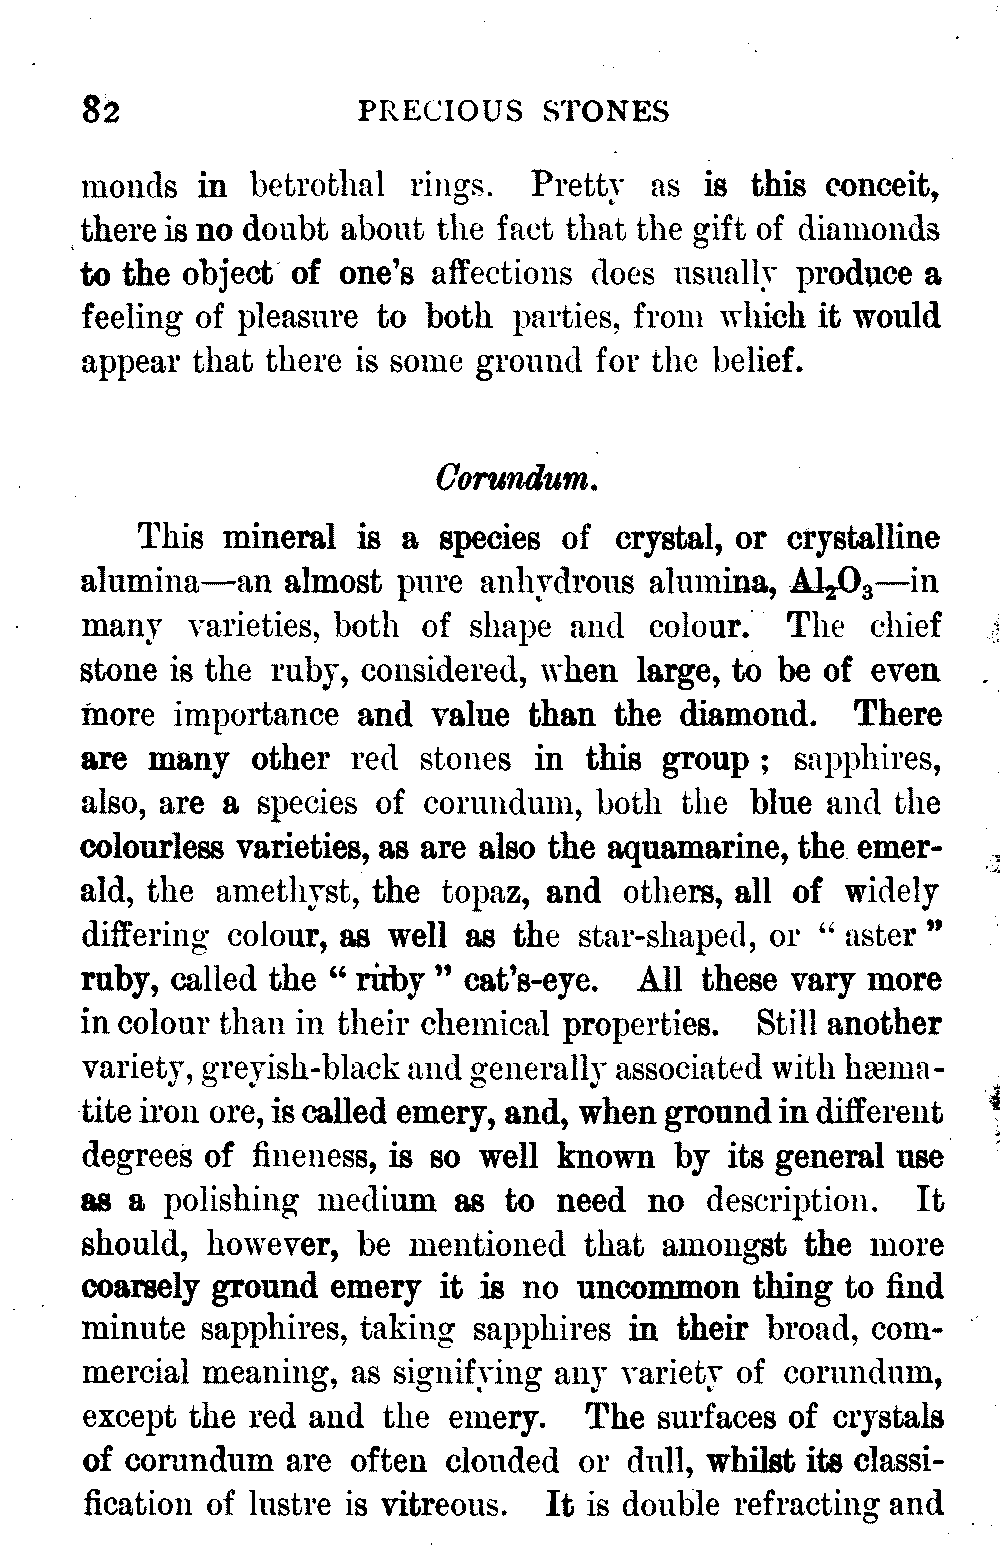 82 PRECIOUS STONES
monds in betrothal rings. Pretty as is this conceit,
there is no doubt about the fact that the gift of diamonds
to the object of one's affections does usually produce a
feeling of pleasure to both parties, from which it would
appear that there is some ground for the belief.
Corundum.
This mineral is a species of crystal, or crystalline
alumina—an almost pure anhydrous alumina, Al₂O₃—in
many varieties, both of shape and colour. The chief
stone is the ruby, considered, when large, to be of even
more importance and value than the diamond. There
are many other red stones in this group ; sapphires,
also, are a species of corundum, both the blue and the
colourless varieties, as are also the aquamarine, the emer-
ald, the amethyst, the topaz, and others, all of widely
differing colour, as well as the star-shaped, or “ aster ”
ruby, called the “ ruby ” cat's-eye. All these vary more
in colour than in their chemical properties. Still another
variety, greyish-black and generally associated with hæma-
tite iron ore, is called emery, and, when ground in different
degrees of fineness, is so well known by its general use
as a polishing medium as to need no description. It
should, however, be mentioned that amongst the more
coarsely ground emery it is no uncommon thing to find
minute sapphires, taking sapphires in their broad, com-
mercial meaning, as signifying any variety of corundum,
except the red and the emery. The surfaces of crystals
of corundum are often clouded or dull, whilst its classi-
fication of lustre is vitreous. It is double refracting and